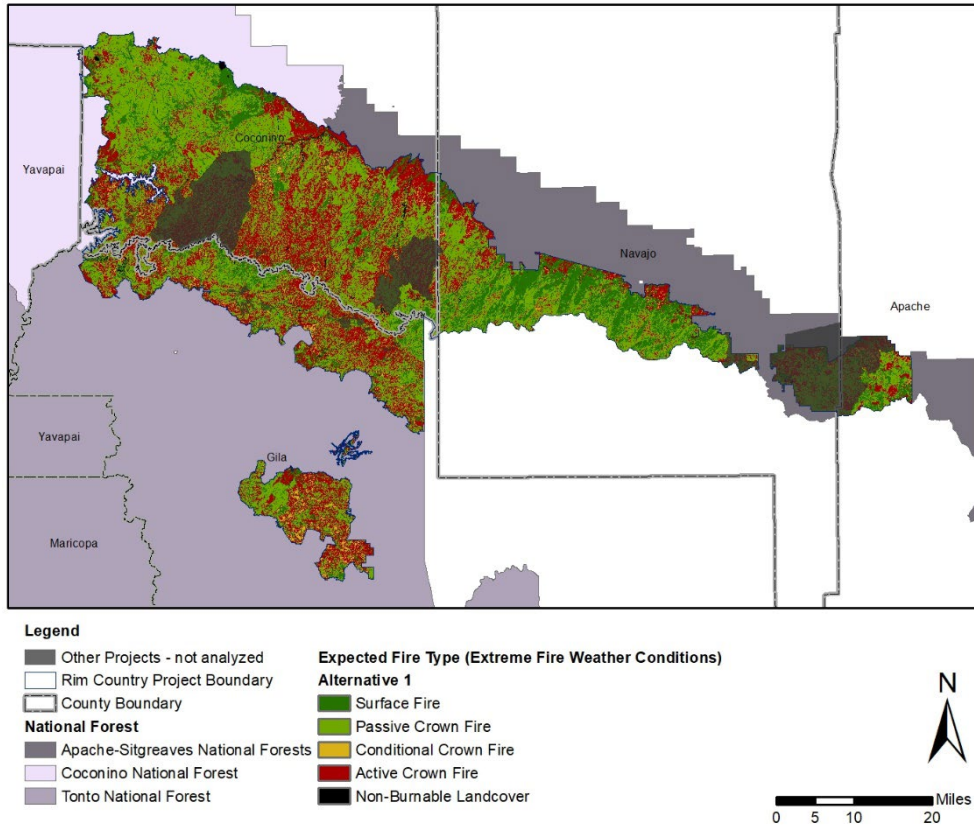 Yavapai
Coconino
Navajo
Apache
Yavapai
Gila
Maricopa
Legend
Other Projects - not analyzed
Rim Country Project Boundary
County Boundary
National Forest
Apache-Sitgreaves National Forests
Coconino National Forest
Tonto National Forest
Expected Fire Type (Extreme Fire Weather Conditions)
Alternative 1
Surface Fire
Passive Crown Fire
Conditional Crown Fire
Active Crown Fire
Non-Burnable Landcover
N
Miles
0 5 10 20